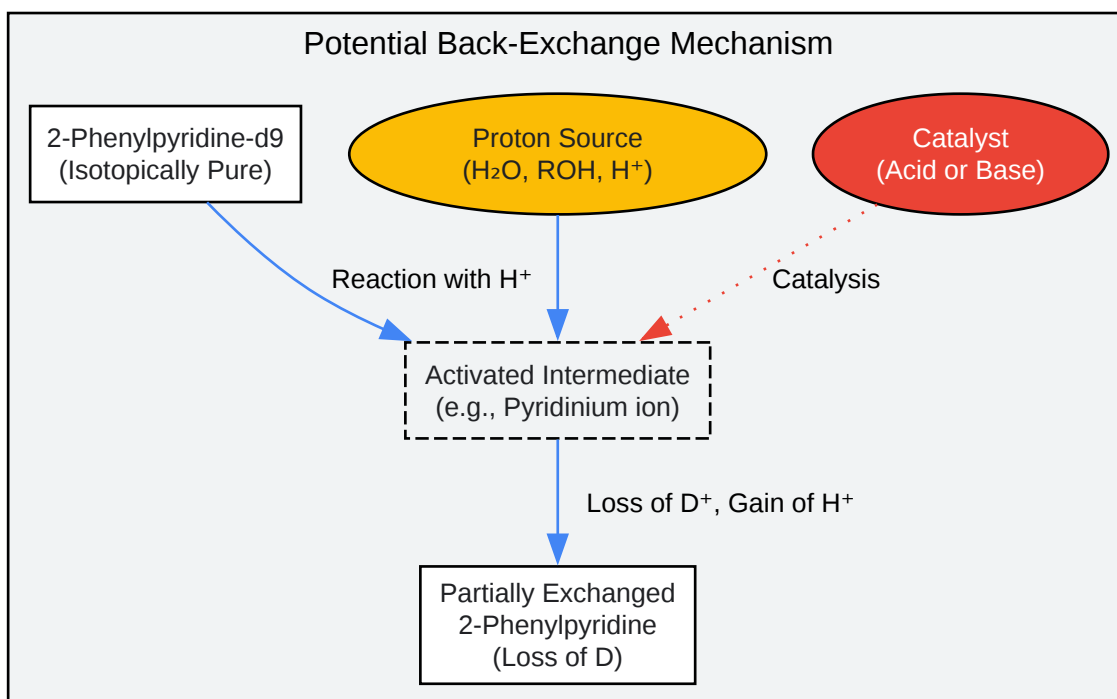 Potential Back-Exchange Mechanism
2-Phenylpyridine-d9
(Isotopically Pure)
Proton Source
(H₂O, ROH, H⁺)
Catalyst
(Acid or Base)
Reaction with H⁺
Catalysis
Activated Intermediate
(e.g., Pyridinium ion)
Loss of D⁺, Gain of H⁺
Partially Exchanged
2-Phenylpyridine
(Loss of D)